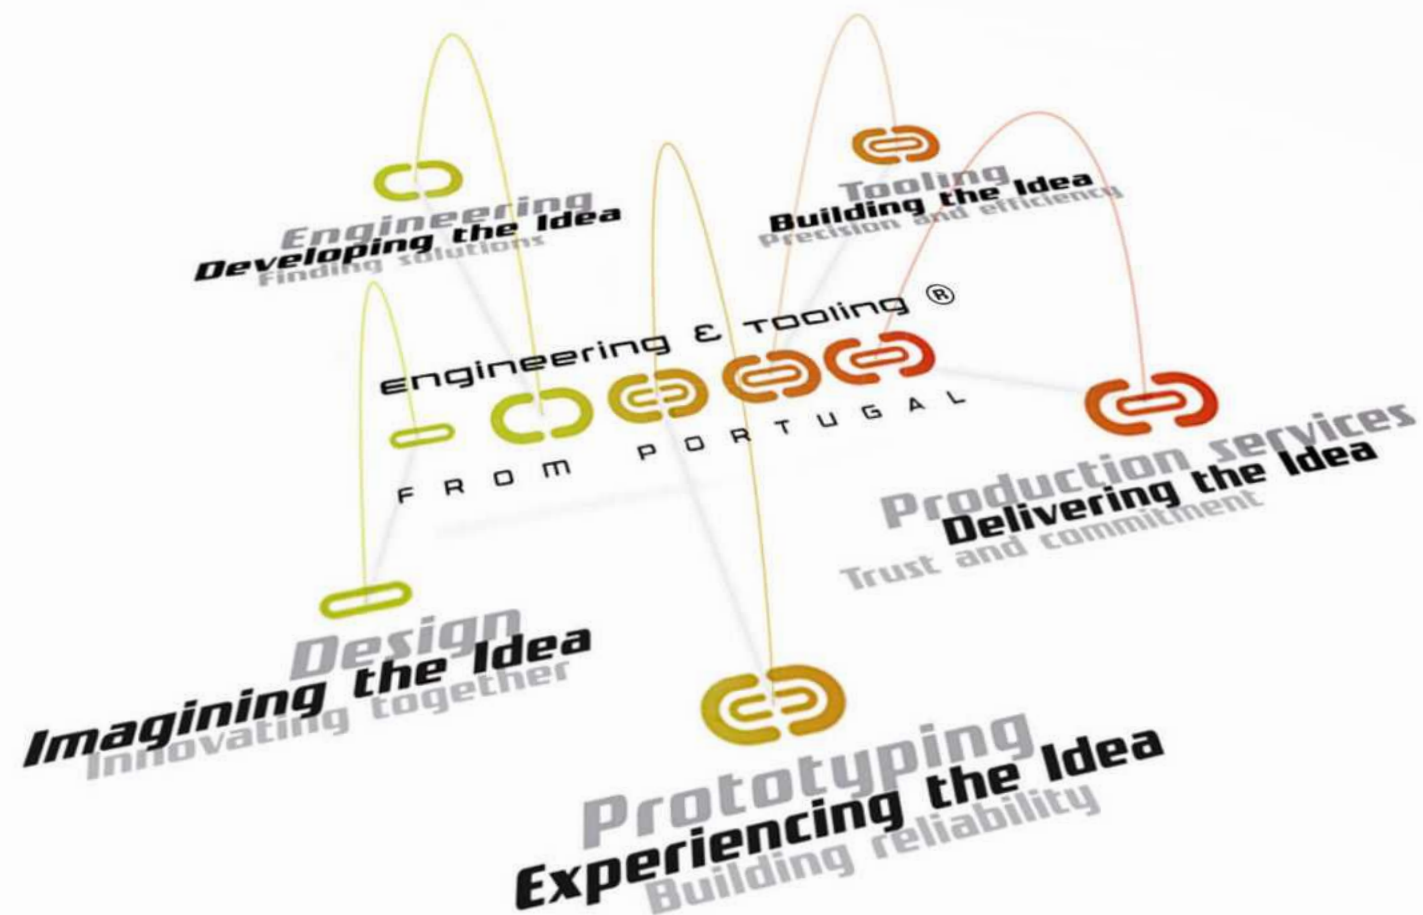 Engineering
Developing the Idea
Finding solutions
Tooling
Building the Idea
Precision and efficiency
Engineering & Tooling ®
FROM PORTUGAL
Production services
Delivering the Idea
Trust and commitment
Design
Imagining the Idea
Innovating together
Prototyping
Experiencing the Idea
Building reliability